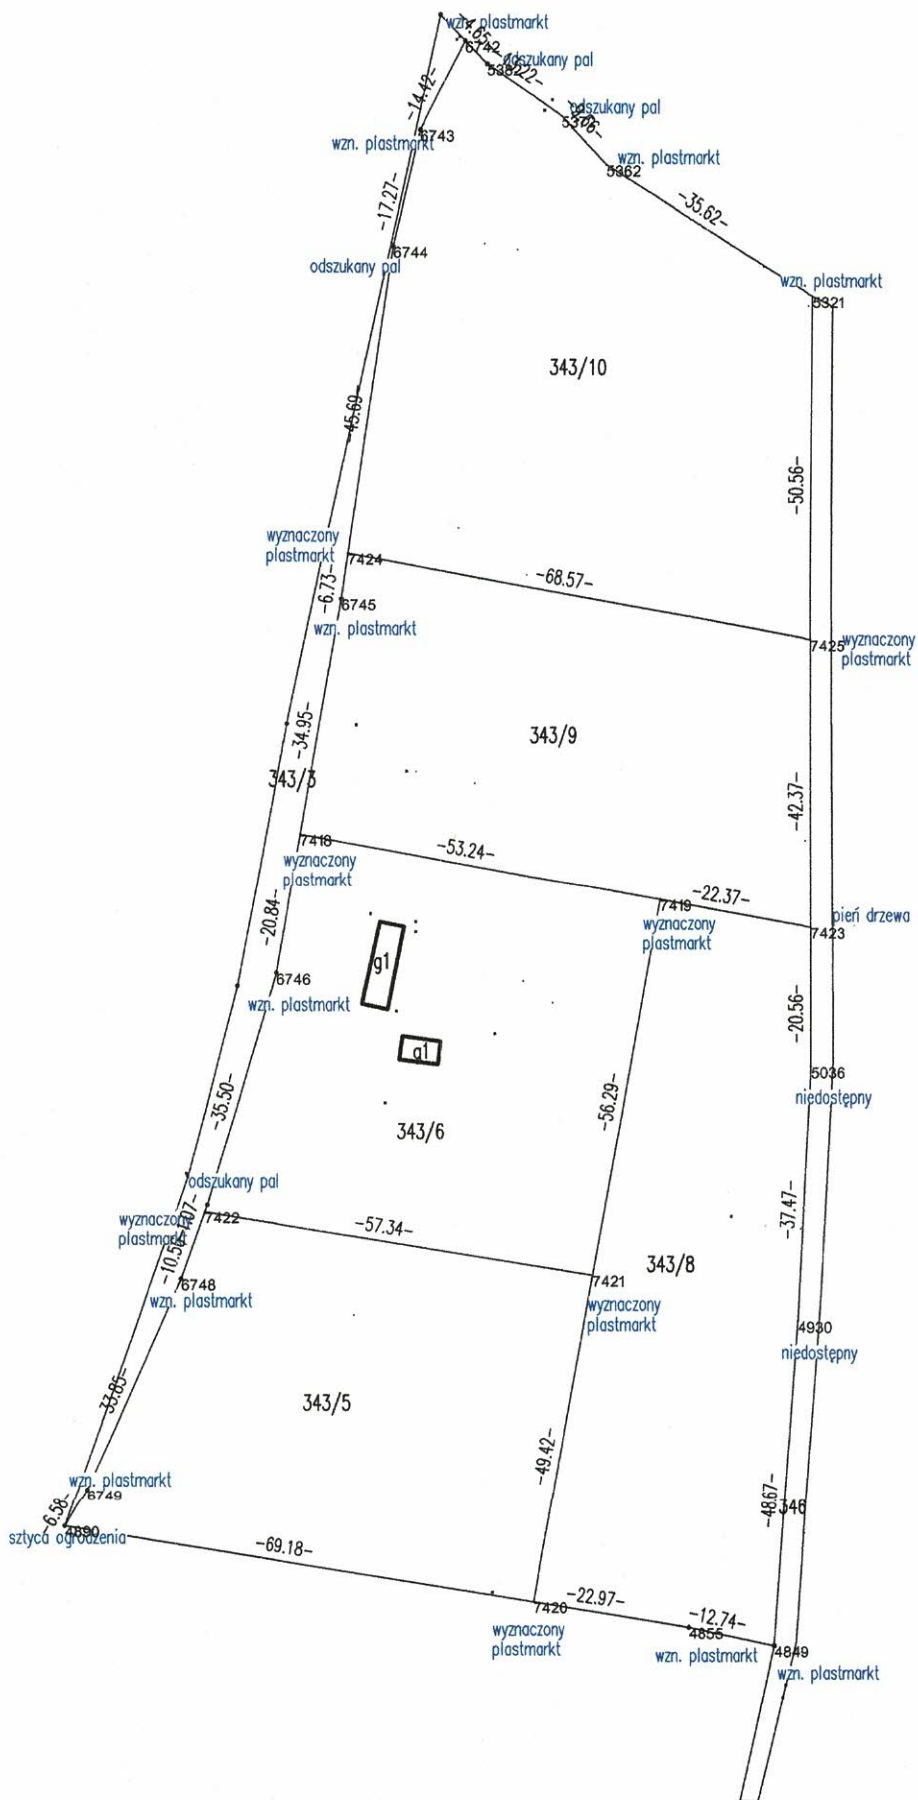 wzn. plastmarkt
-4.65-
6742
odszukany pal
5382
-14.42-
odszukany pal
wzn. plastmarkt
6743
wzn. plastmarkt
5362
-17.27-
-35.62-
6744
odszukany pal
wzn. plastmarkt
5321
343/10
-45.69-
-50.56-
wyznaczony
plastmarkt
7424
-68.57-
-6.73-
6745
wzn. plastmarkt
7425
wyznaczony
plastmarkt
-34.95-
343/9
343/3
-42.37-
7418
-53.24-
wyznaczony
plastmarkt
-22.37-
7419
wyznaczony
plastmarkt
pień drzewa
7423
-20.84-
g1
6746
wzn. plastmarkt
-20.56-
g1
5036
niedostępny
-35.50-
-56.29-
343/6
odszukany pal
wyznaczony
plastmarkt
7422
-1.07-
-57.34-
-37.47-
343/8
6748
wzn. plastmarkt
7421
wyznaczony
plastmarkt
4930
niedostępny
33.85-
343/5
-49.42-
wzn. plastmarkt
6749
-6.58-
4890
sztyca ogrodzenia
-48.67-
346
-69.18-
-22.97-
7420
wyznaczony
plastmarkt
-12.74-
4855
wzn. plastmarkt
4849
wzn. plastmarkt